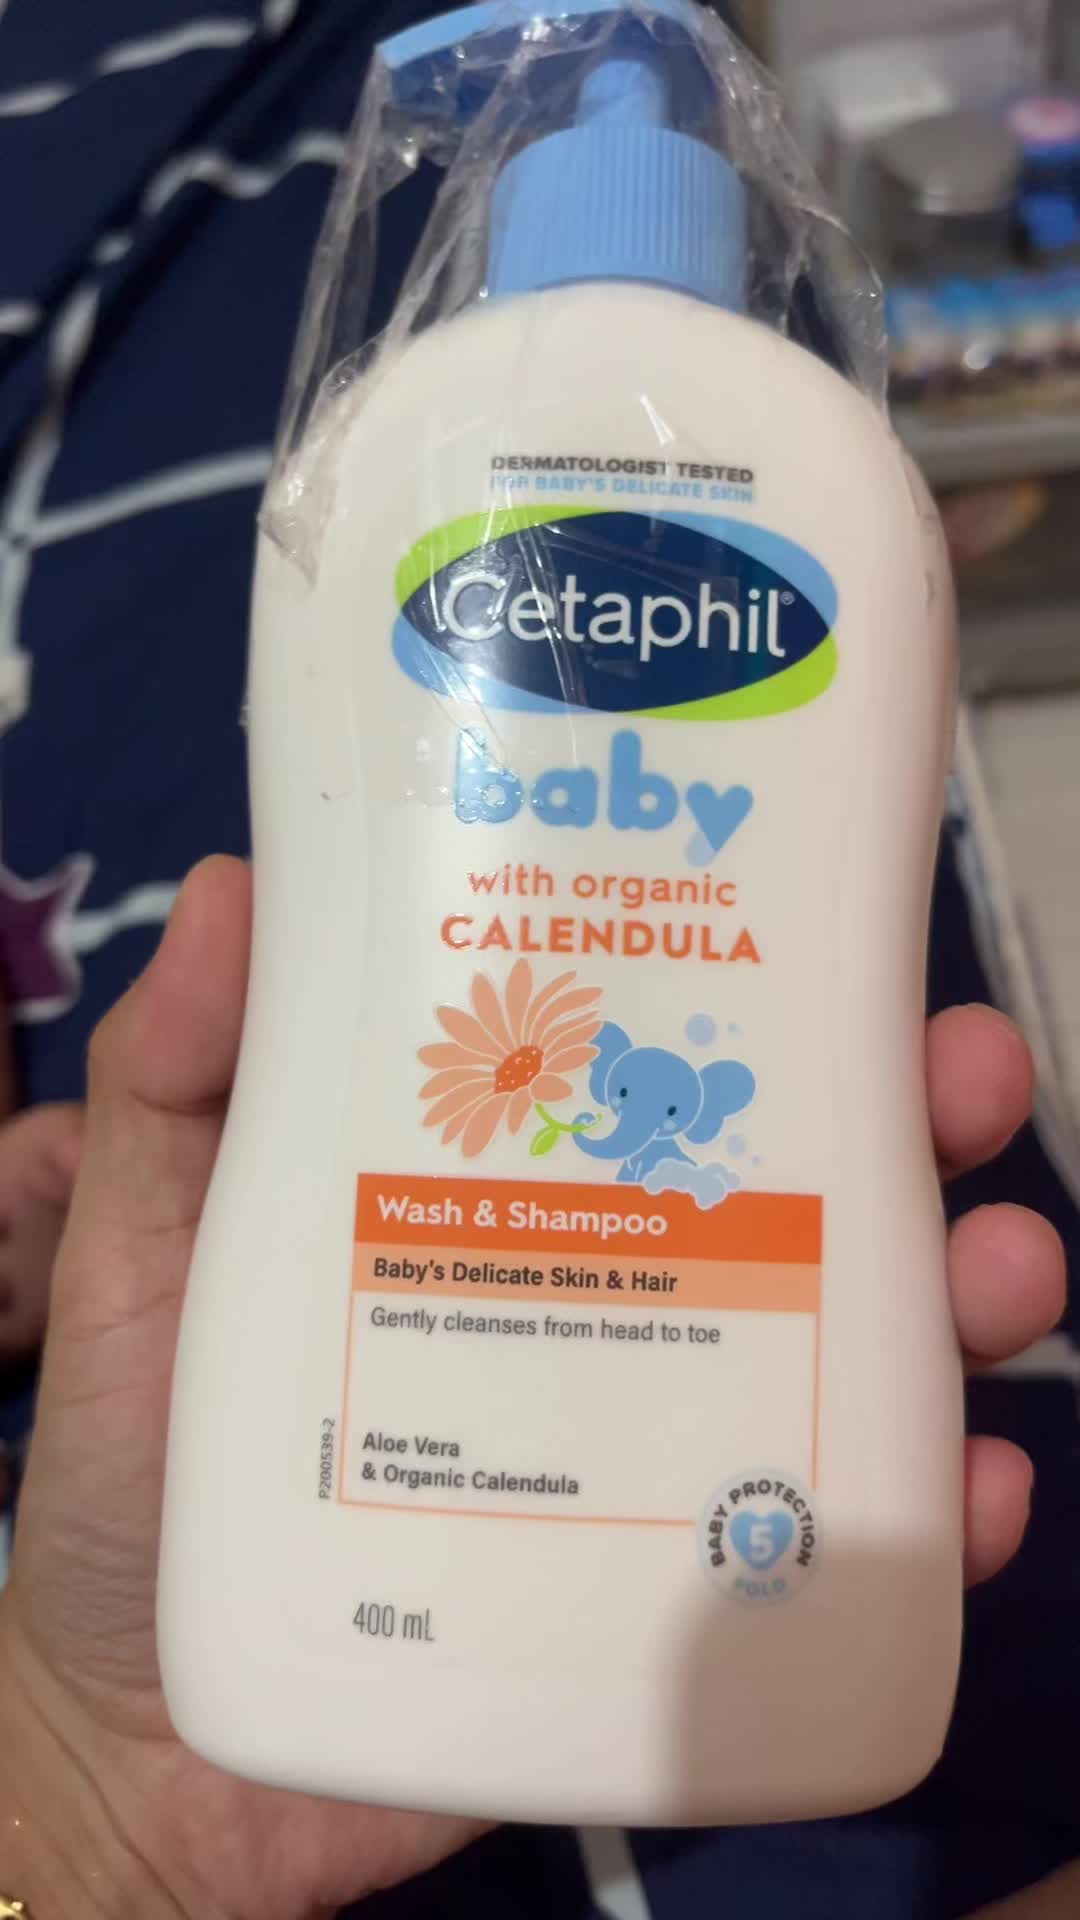 DERMATOLOGIST TESTED
FOR BABY'S DELICATE SKIN
Cetaphil®
baby
with organic
CALENDULA
Wash & Shampoo
Baby's Delicate Skin & Hair
Gently cleanses from head to toe
Aloe Vera
& Organic Calendula
P200539-2
BABY PROTECTION
5
FOLD
400 mL